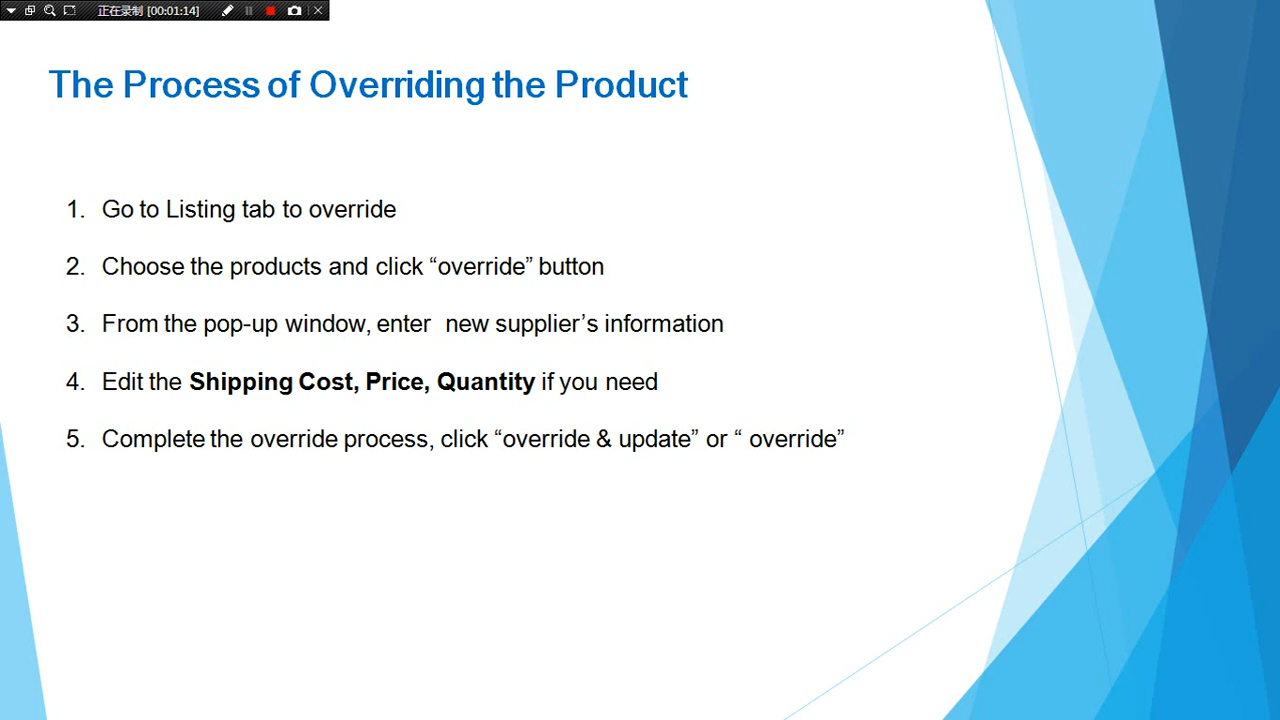 正在录制 [00:01:14]
The Process of Overriding the Product
1. Go to Listing tab to override
2. Choose the products and click “override” button
3. From the pop-up window, enter  new supplier’s information
4. Edit the Shipping Cost, Price, Quantity if you need
5. Complete the override process, click “override & update” or “ override”